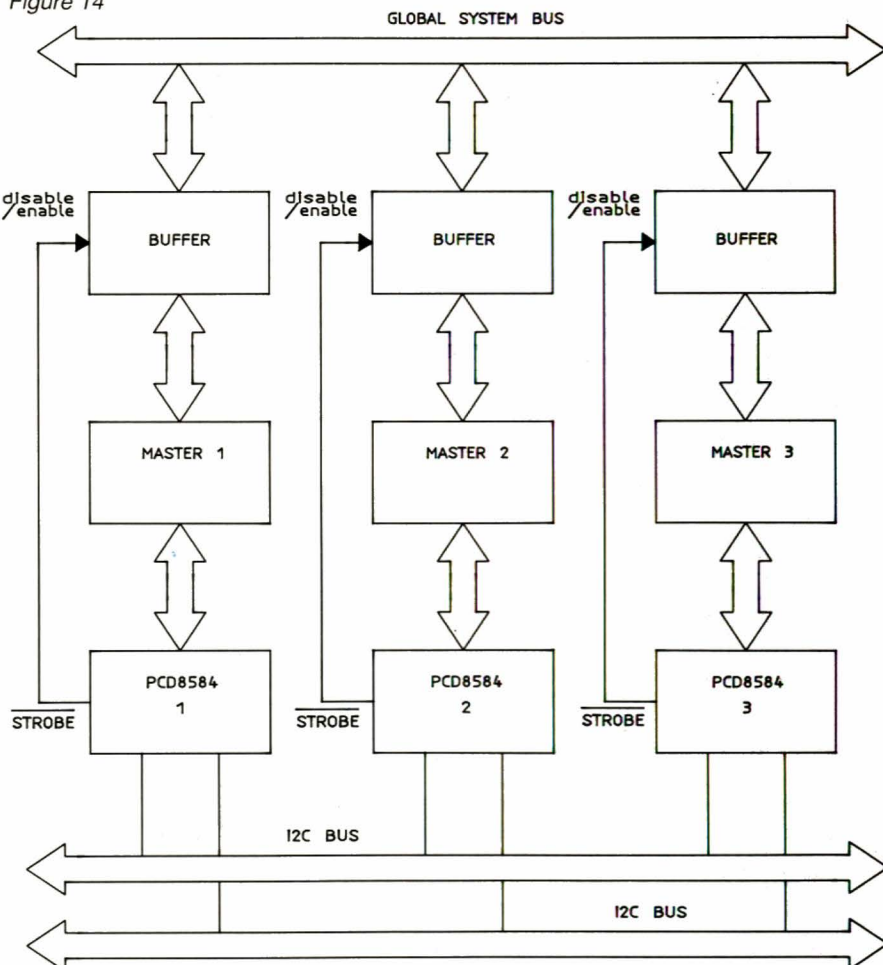 Figure 14
GLOBAL SYSTEM BUS
disable
/enable
disable
/enable
disable
/enable
BUFFER
BUFFER
BUFFER
MASTER 1
MASTER 2
MASTER 3
PCD8584
1
PCD8584
2
PCD8584
3
STROBE
STROBE
STROBE
I2C BUS
I2C BUS